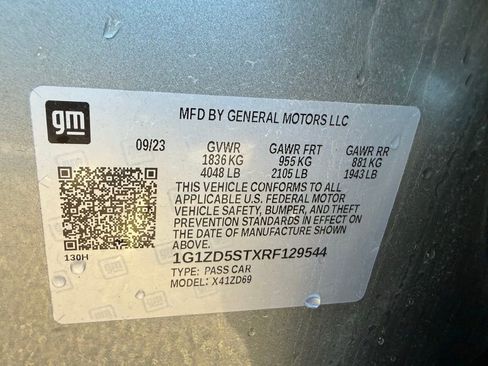 gm
MFD BY GENERAL MOTORS LLC
09/23 GVWR GAWR FRT GAWR RR
1836 KG 955 KG 881 KG
4048 LB 2105 LB 1943 LB
THIS VEHICLE CONFORMS TO ALL
APPLICABLE U.S. FEDERAL MOTOR
VEHICLE SAFETY, BUMPER, AND THEFT
PREVENTION STANDARDS IN EFFECT ON
THE DATE OF MANUFACTURE SHOWN
ABOVE.
130H
1G1ZD5STXRF129544
TYPE: PASS CAR
MODEL: X41ZD69